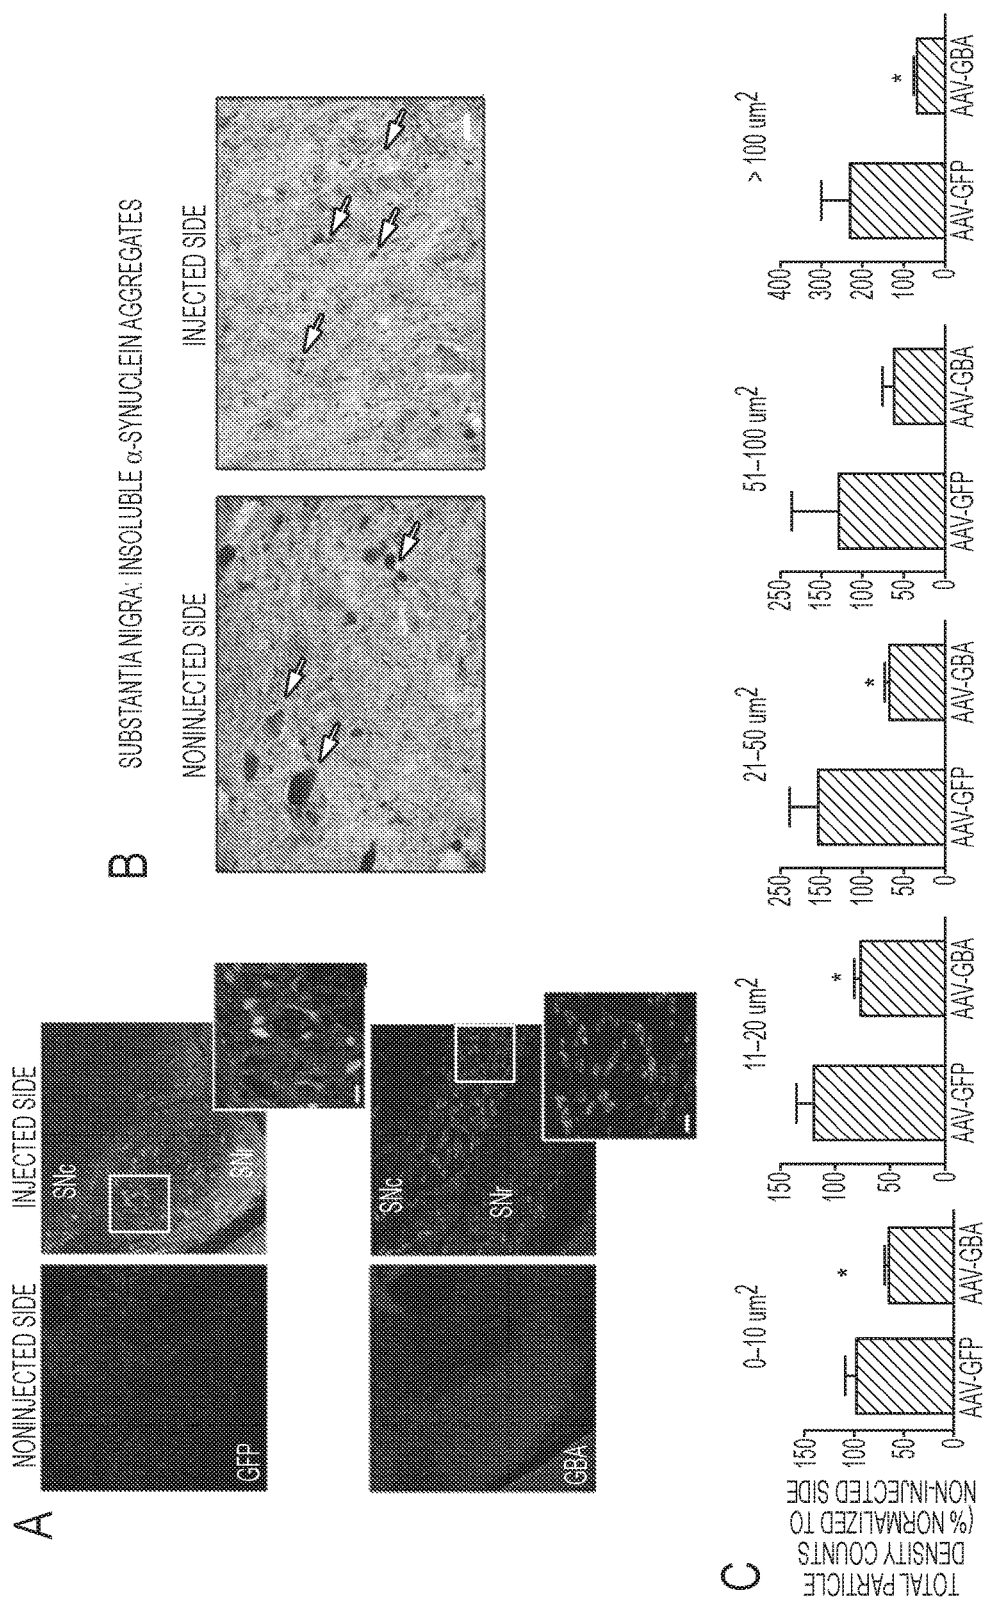 A
NONINJECTED SIDE
INJECTED SIDE
SNc
SNr
GFP
SNc
SNr
GBA
B
SUBSTANTIA NIGRA: INSOLUBLE α-SYNUCLEIN AGGREGATES
NONINJECTED SIDE
INJECTED SIDE
C
TOTAL PARTICLE
DENSITY COUNTS
(% NORMALIZED TO
NON-INJECTED SIDE
0–10 um²
150
100
50
0
*
AAV-GFP
AAV-GBA
11–20 um²
150
100
50
0
*
AAV-GFP
AAV-GBA
21–50 um²
250
150
100
50
0
*
AAV-GFP
AAV-GBA
51–100 um²
250
150
100
50
0
AAV-GFP
AAV-GBA
> 100 um²
400
300
200
100
0
*
AAV-GFP
AAV-GBA